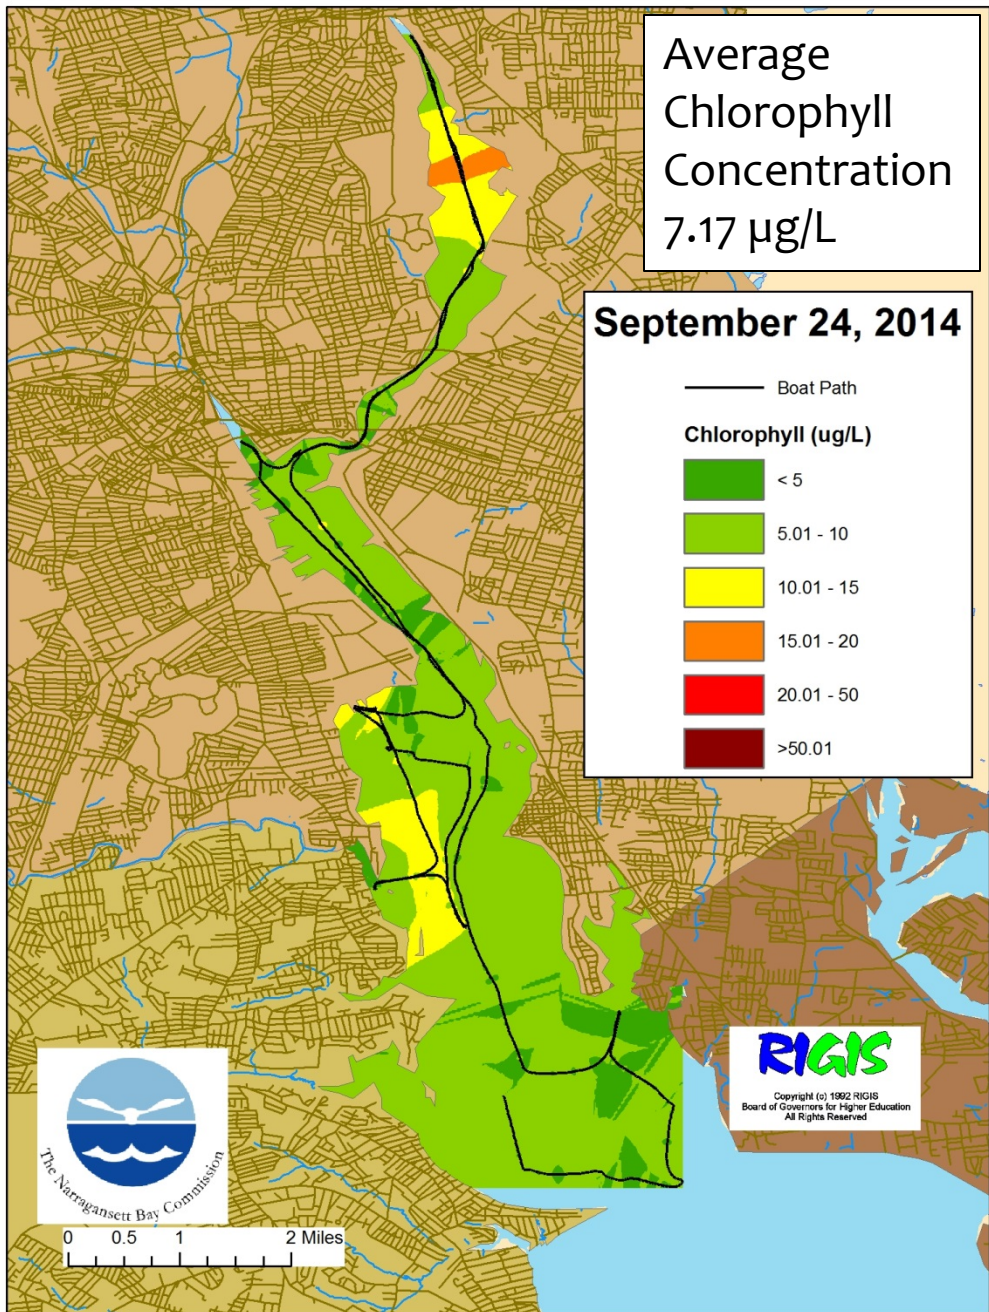 Average
Chlorophyll
Concentration
7.17 µg/L
September 24, 2014
Boat Path
Chlorophyll (ug/L)
< 5
5.01 - 10
10.01 - 15
15.01 - 20
20.01 - 50
>50.01
RIGIS
Copyright (c) 1992 RIGIS
Board of Governors for Higher Education
All Rights Reserved
The Narragansett Bay Commission
0 0.5 1 2 Miles